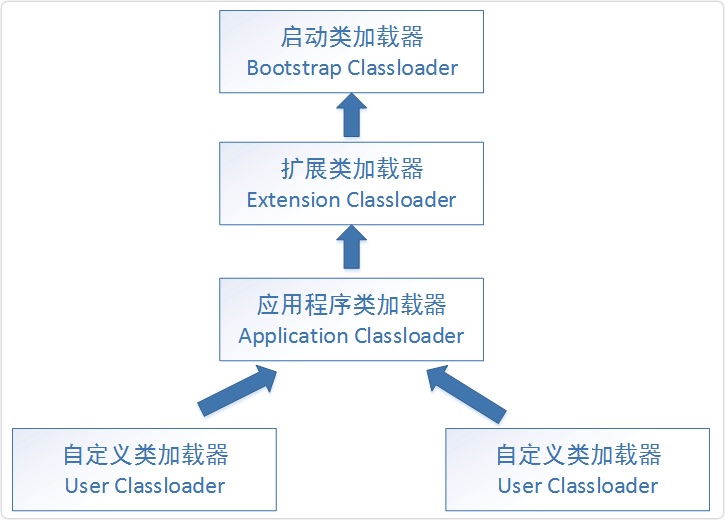 启动类加载器
Bootstrap Classloader
扩展类加载器
Extension Classloader
应用程序类加载器
Application Classloader
自定义类加载器
User Classloader
自定义类加载器
User Classloader